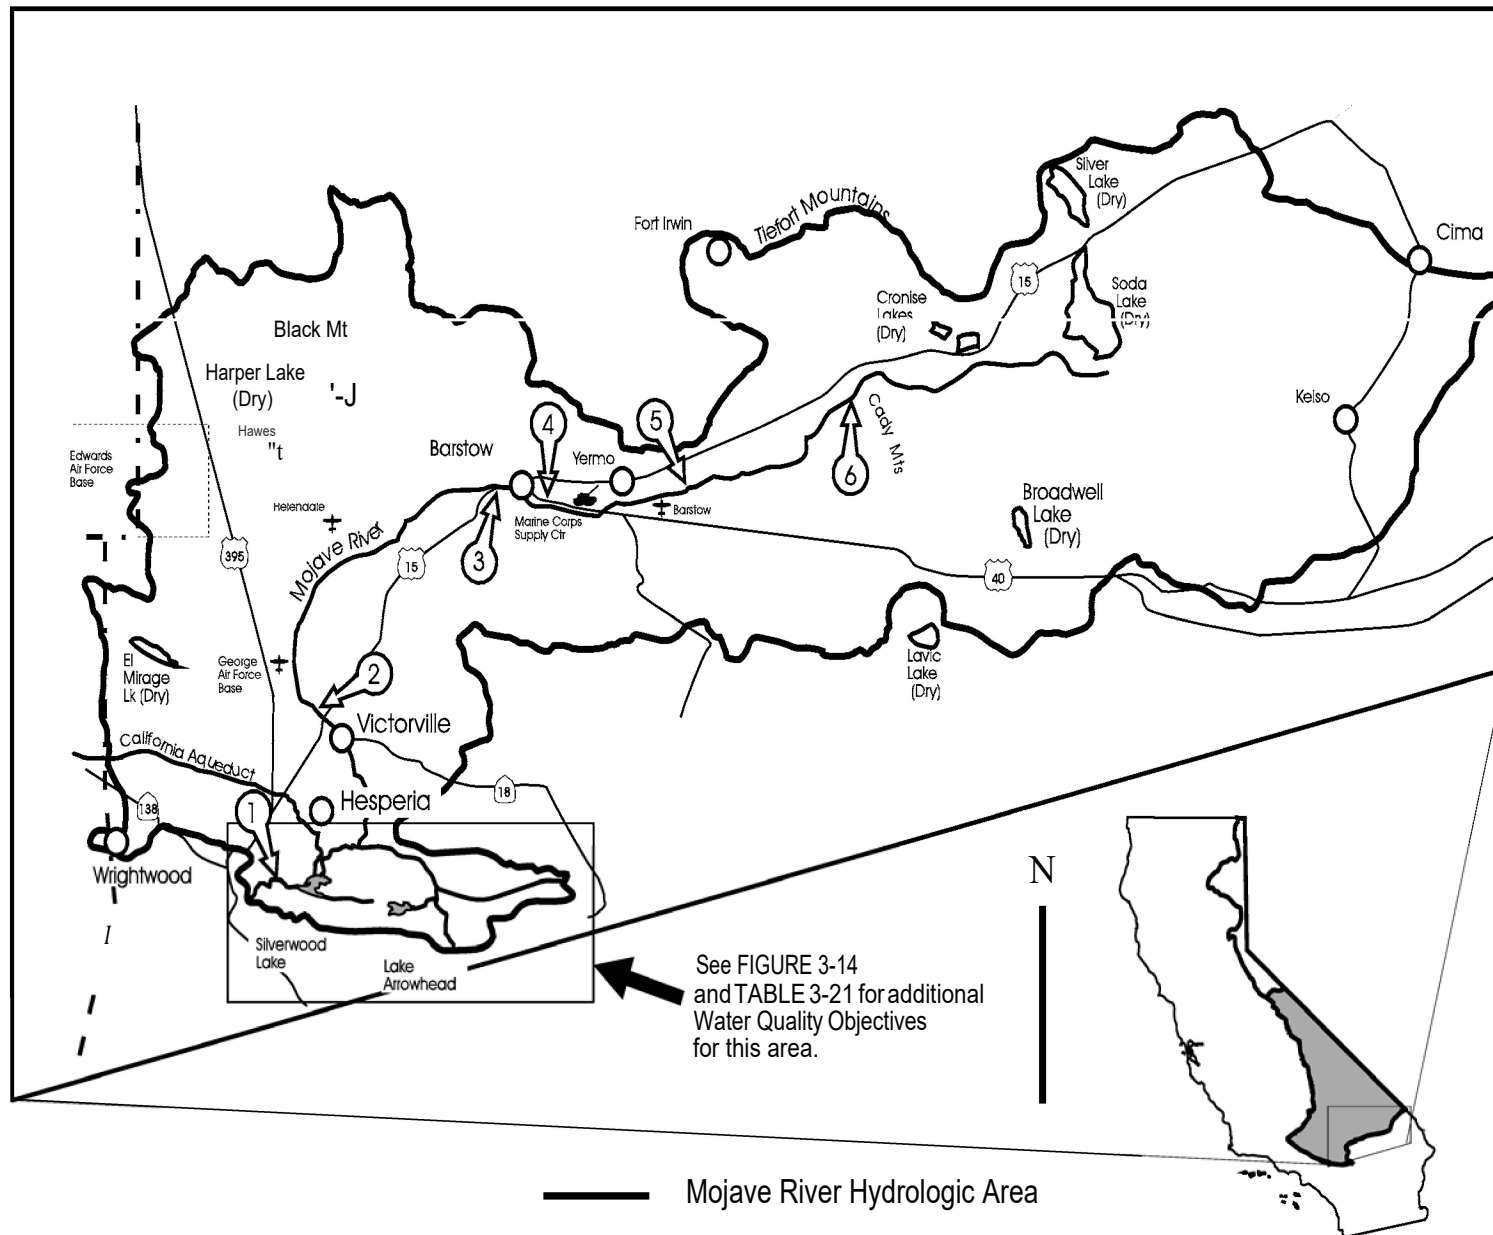 Silver
Lake
(Dry)
Tiefort Mountains
Fort Irwin
Cima
15
Soda
Lake
(Dry)
Cronise
Lakes
(Dry)
Black Mt
Harper Lake
(Dry)
'-J
Hawes
"t
Edwards
Air Force
Base
Barstow
4
Yermo
5
6
Cady Mts
Kelso
Broadwell
Lake
(Dry)
Helendale
Mojave River
Marine Corps
Supply Ctr
Barstow
3
395
15
40
El
Mirage
Lk (Dry)
George
Air Force
Base
2
Victorville
Lavic
Lake
(Dry)
California Aqueduct
138
1
Hesperia
18
Wrightwood
I
Silverwood
Lake
Lake
Arrowhead
See FIGURE 3-14
and TABLE 3-21 for additional
Water Quality Objectives
for this area.
N
Mojave River Hydrologic Area